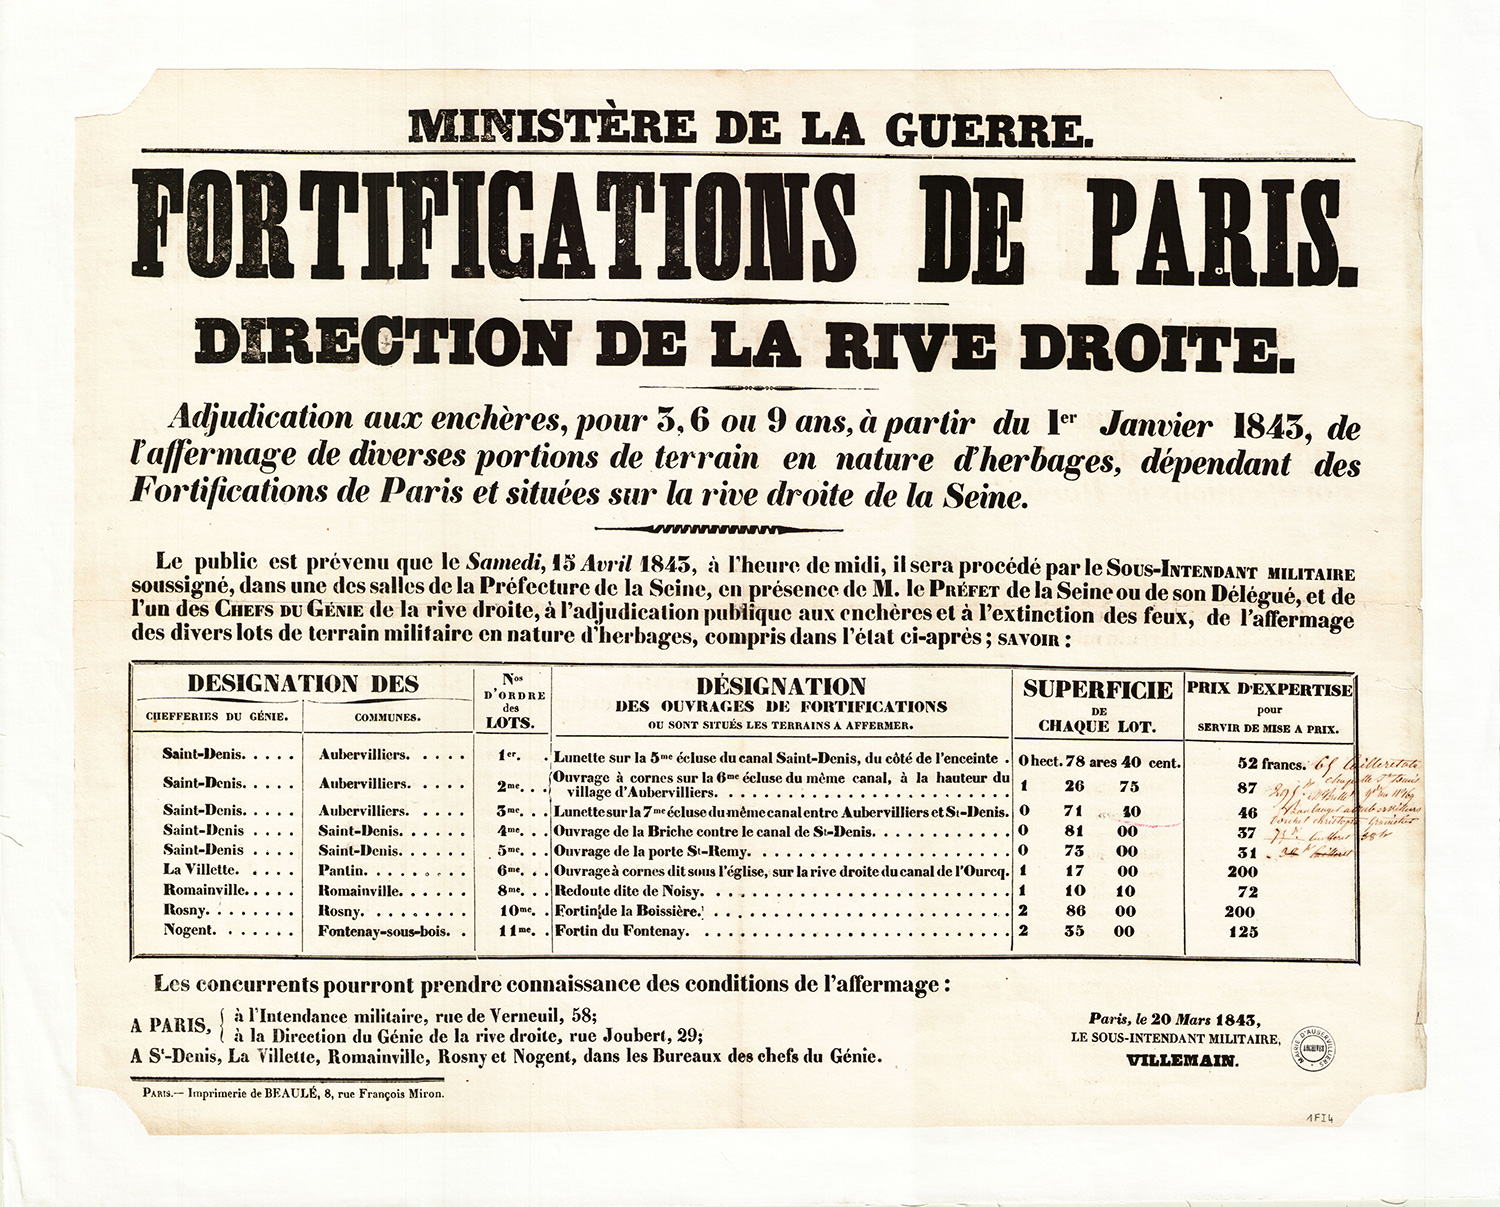 MINISTÈRE DE LA GUERRE.
FORTIFICATIONS DE PARIS.
DIRECTION DE LA RIVE DROITE.
Adjudication aux enchères, pour 3, 6 ou 9 ans, à partir du 1er Janvier 1843, de
l'affermage de diverses portions de terrain en nature d'herbages, dépendant des
Fortifications de Paris et situées sur la rive droite de la Seine.
Le public est prévenu que le Samedi, 15 Avril 1843, à l'heure de midi, il sera procédé par le SOUS-INTENDANT MILITAIRE
soussigné, dans une des salles de la Préfecture de la Seine, en présence de M. le PRÉFET de la Seine ou de son Délégué, et de
l'un des CHEFS DU GÉNIE de la rive droite, à l'adjudication publique aux enchères et à l'extinction des feux, de l'affermage
des divers lots de terrain militaire en nature d'herbages, compris dans l'état ci-après; SAVOIR :
DESIGNATION DES
CHEFFERIES DU GÉNIE.
COMMUNES.
Nos
D'ORDRE
des
LOTS.
DÉSIGNATION
DES OUVRAGES DE FORTIFICATIONS
OU SONT SITUÉS LES TERRAINS A AFFERMER.
SUPERFICIE
DE
CHAQUE LOT.
PRIX D'EXPERTISE
pour
SERVIR DE MISE A PRIX.
Saint-Denis. . . . . Aubervilliers. . . . . . 1er. . Lunette sur la 5me écluse du canal Saint-Denis, du côté de l'enceinte . 0 hect. 78 ares 40 cent. 52 francs. 65
Saint-Denis. . . . . Aubervilliers. . . . . . 2me. . . Ouvrage à cornes sur la 6me écluse du même canal, à la hauteur du
village d'Aubervilliers. . . . . . . . . . . . 1 26 75 87
Saint-Denis. . . . . Aubervilliers. . . . . . 3me. . . Lunette sur la 7me écluse du même canal entre Aubervilliers et St-Denis. 0 71 40 46
Saint-Denis . . . . Saint-Denis. . . . . . 4me. . . Ouvrage de la Briche contre le canal de St-Denis. . . . . . . . . . 0 81 00 37
Saint-Denis . . . . Saint-Denis. . . . . . 5me. . . Ouvrage de la porte St-Remy. . . . . . . . . . 0 73 00 31
La Villette. . . . . Pantin. . . . . . . 6me. . . Ouvrage à cornes dit sous l'église, sur la rive droite du canal de l'Ourcq. 1 17 00 200
Romainville. . . . . Romainville. . . . . . 8me. . . Redoute dite de Noisy. . . . . . . . . . 1 10 10 72
Rosny. . . . . . . Rosny. . . . . . . . 10me. . . Fortin de la Boissière. . . . . . . . . . 2 86 00 200
Nogent. . . . . . Fontenay-sous-bois. . . 11me. . . Fortin du Fontenay. . . . . . . . . . 2 35 00 125
Les concurrents pourront prendre connaissance des conditions de l'affermage :
A PARIS, { à l'Intendance militaire, rue de Verneuil, 58;
à la Direction du Génie de la rive droite, rue Joubert, 29;
A St-Denis, La Villette, Romainville, Rosny et Nogent, dans les Bureaux des chefs du Génie.
Paris, le 20 Mars 1843,
LE SOUS-INTENDANT MILITAIRE,
VILLEMAIN.
MAIRIE D'AUBERVILLIERS
ARCHIVES
PARIS.— Imprimerie de BEAULÉ, 8, rue François Miron.
1FI4